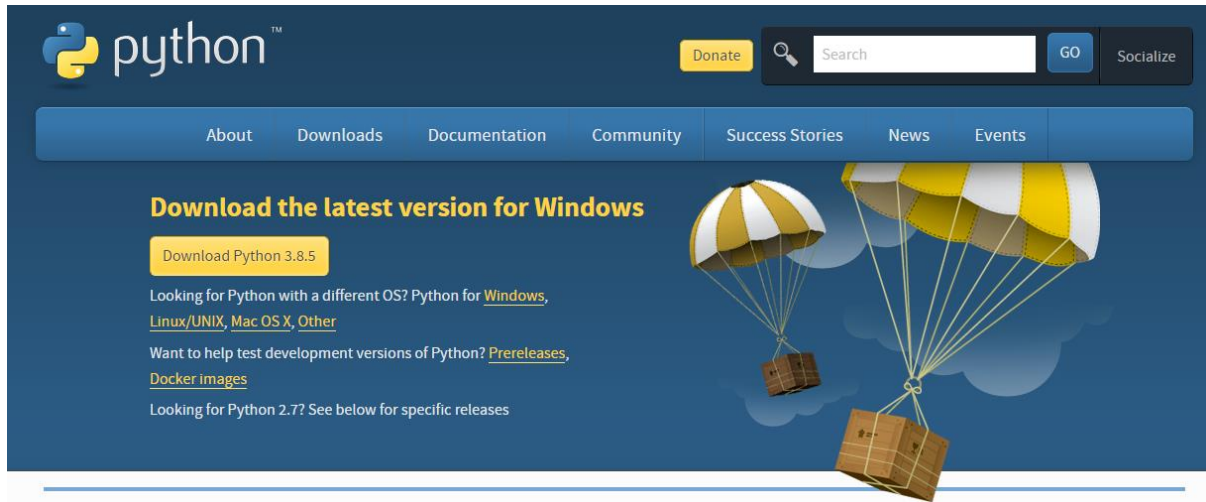 python™
Donate
Search
GO
Socialize
About
Downloads
Documentation
Community
Success Stories
News
Events
Download the latest version for Windows
Download Python 3.8.5
Looking for Python with a different OS? Python for Windows,
Linux/UNIX, Mac OS X, Other
Want to help test development versions of Python? Prereleases,
Docker images
Looking for Python 2.7? See below for specific releases